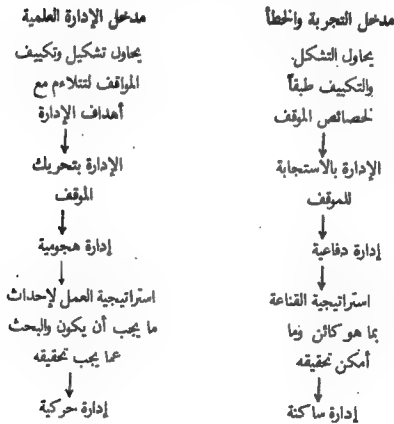 مدخل التجربة والخطأ
يحاول التشكل
والتكييف طبقاً
لخصائص الموقف
الإدارة بالاستجابة
للموقف
إدارة دفاعية
استراتيجية القناعة
بما هو كائن وما
أمكن تحقيقه
إدارة ساكنة
مدخل الإدارة العلمية
يحاول تشكيل وتكييف
المواقف لتتلاءم مع
أهداف الإدارة
الإدارة بتحريك
الموقف
إدارة هجومية
استراتيجية العمل لإحداث
ما يجب أن يكون والبحث
عما يجب تحقيقه
إدارة حركية